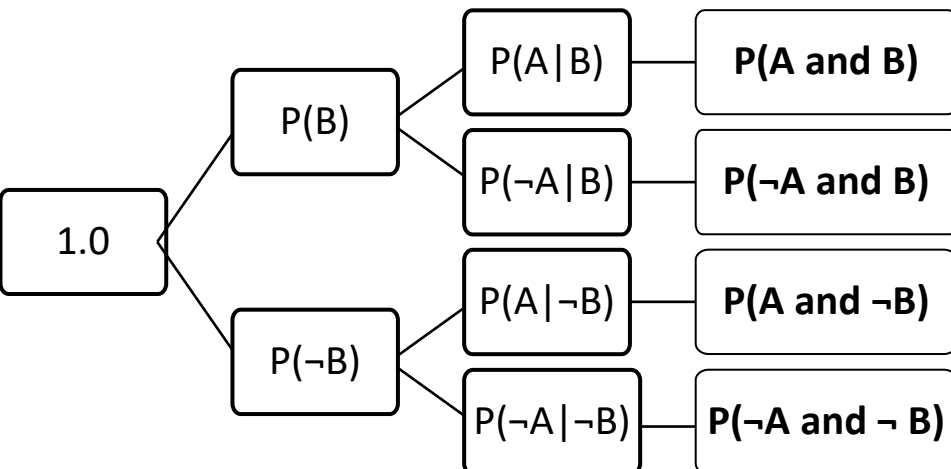 P(A|B)
P(A and B)
P(B)
P(¬A|B)
P(¬A and B)
1.0
P(A|¬B)
P(A and ¬B)
P(¬B)
P(¬A|¬B)
P(¬A and ¬ B)